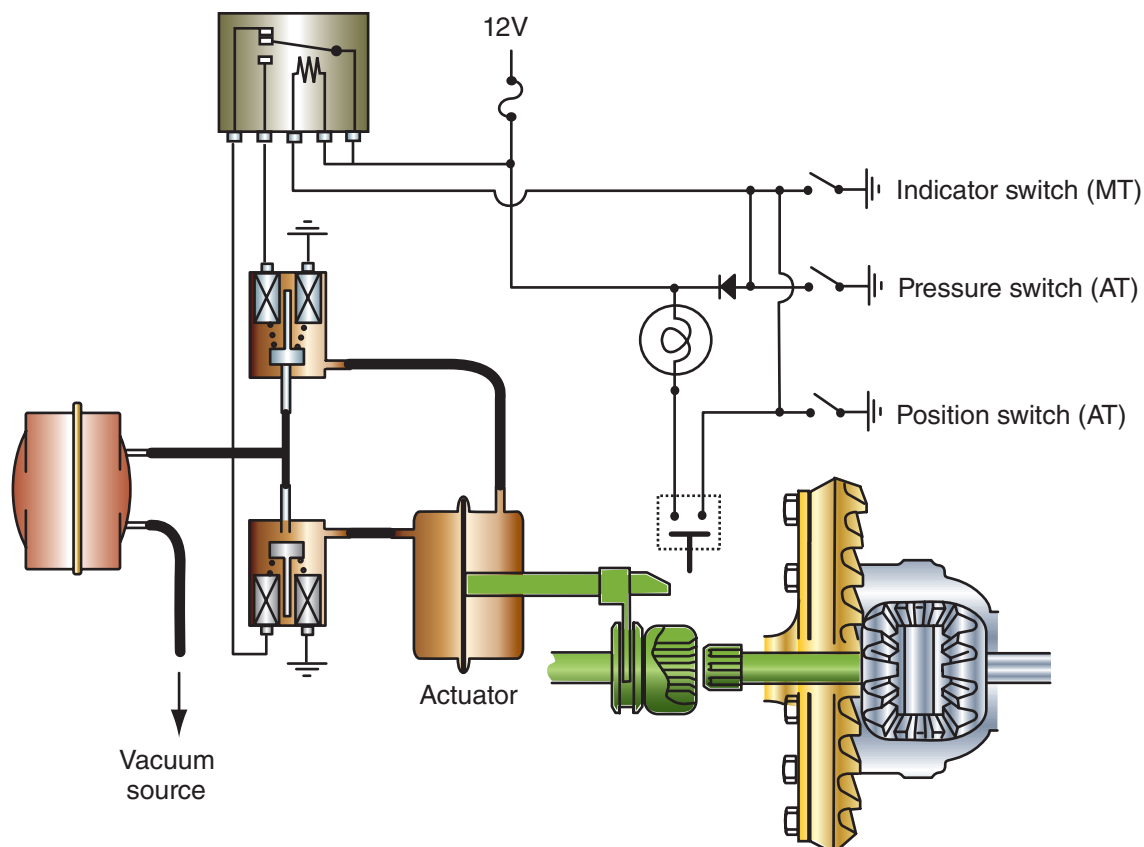 12V
Indicator switch (MT)
Pressure switch (AT)
Position switch (AT)
Actuator
Vacuum
source